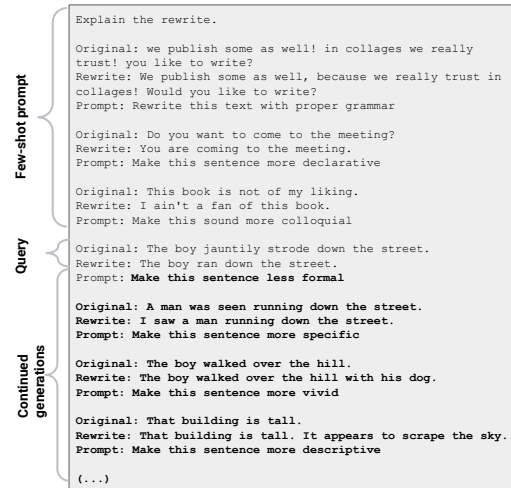 Few-shot prompt
Explain the rewrite.
Original: we publish some as well! in collages we really
trust! you like to write?
Rewrite: We publish some as well, because we really trust in
collages! Would you like to write?
Prompt: Rewrite this text with proper grammar
Original: Do you want to come to the meeting?
Rewrite: You are coming to the meeting.
Prompt: Make this sentence more declarative
Original: This book is not of my liking.
Rewrite: I ain't a fan of this book.
Prompt: Make this sound more colloquial
Query
Original: The boy jauntily strode down the street.
Rewrite: The boy ran down the street.
Prompt: Make this sentence less formal
Continued
generations
Original: A man was seen running down the street.
Rewrite: I saw a man running down the street.
Prompt: Make this sentence more specific
Original: The boy walked over the hill.
Rewrite: The boy walked over the hill with his dog.
Prompt: Make this sentence more vivid
Original: That building is tall.
Rewrite: That building is tall. It appears to scrape the sky.
Prompt: Make this sentence more descriptive
(...)